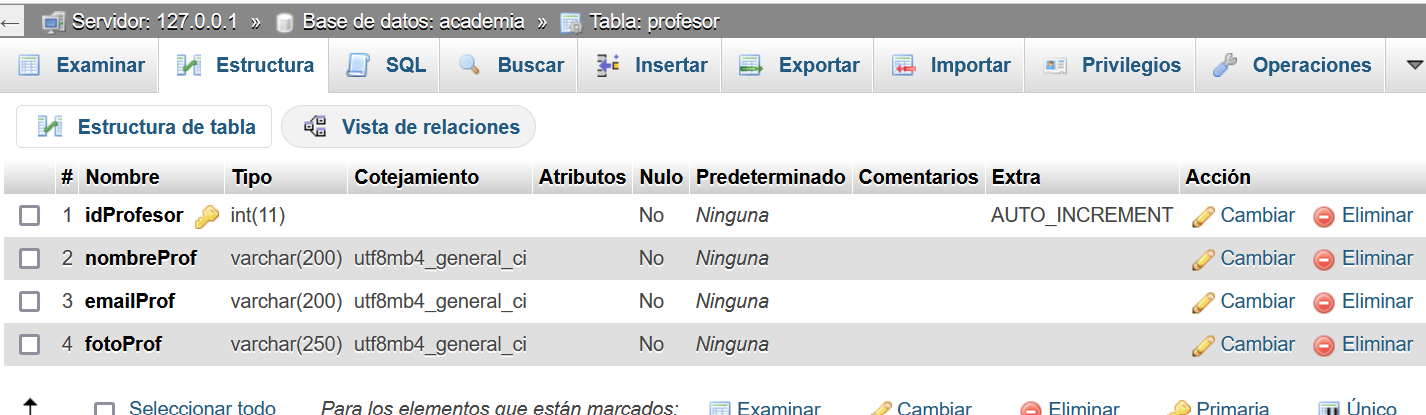 ← Servidor: 127.0.0.1 » Base de datos: academia » Tabla: profesor
Examinar Estructura SQL Buscar Insertar Exportar Importar Privilegios Operaciones
Estructura de tabla Vista de relaciones
# Nombre Tipo Cotejamiento Atributos Nulo Predeterminado Comentarios Extra Acción
1 idProfesor int(11) No Ninguna AUTO_INCREMENT Cambiar Eliminar
2 nombreProf varchar(200) utf8mb4_general_ci No Ninguna Cambiar Eliminar
3 emailProf varchar(200) utf8mb4_general_ci No Ninguna Cambiar Eliminar
4 fotoProf varchar(250) utf8mb4_general_ci No Ninguna Cambiar Eliminar
Seleccionar todo Para los elementos que están marcados: Examinar Cambiar Eliminar Primaria Único